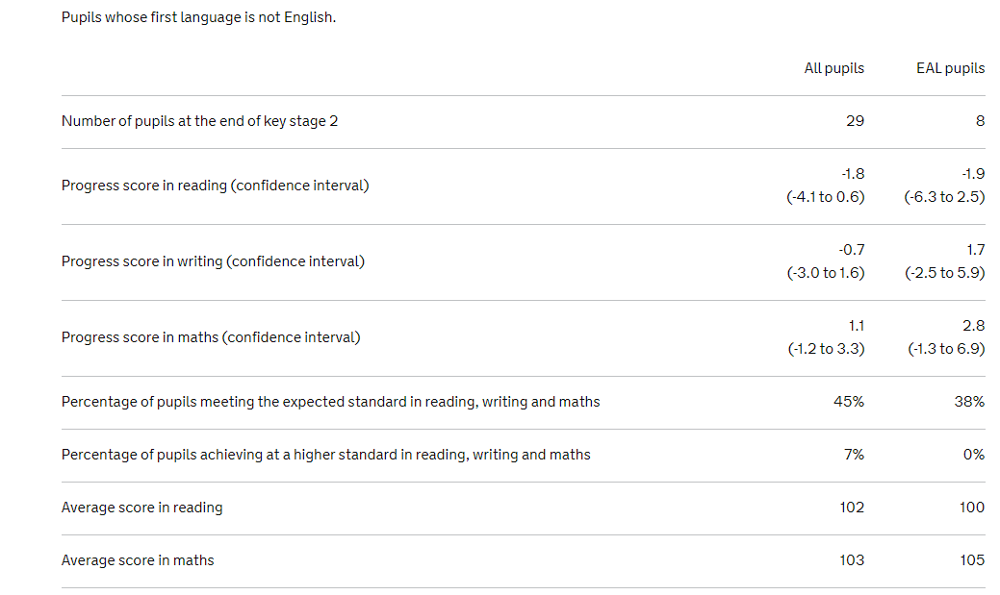 Pupils whose first language is not English.
All pupils EAL pupils
Number of pupils at the end of key stage 2 29 8
Progress score in reading (confidence interval) -1.8 -1.9
(-4.1 to 0.6) (-6.3 to 2.5)
Progress score in writing (confidence interval) -0.7 1.7
(-3.0 to 1.6) (-2.5 to 5.9)
Progress score in maths (confidence interval) 1.1 2.8
(-1.2 to 3.3) (-1.3 to 6.9)
Percentage of pupils meeting the expected standard in reading, writing and maths 45% 38%
Percentage of pupils achieving at a higher standard in reading, writing and maths 7% 0%
Average score in reading 102 100
Average score in maths 103 105